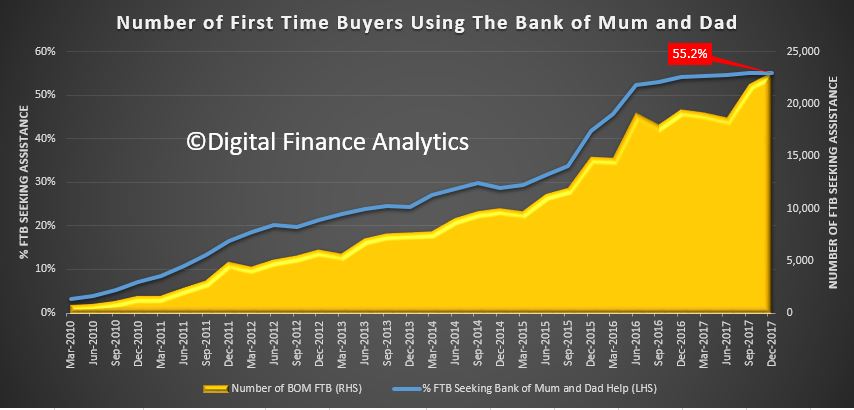 Number of First Time Buyers Using The Bank of Mum and Dad
60%
50%
40%
30%
20%
10%
0%
% FTB SEEKING ASSISTANCE
55.2%
©Digital Finance Analytics
25,000
20,000
15,000
10,000
5,000
0
NUMBER OF FTB SEEKING ASSISTANCE
Mar-2010
Jun-2010
Sep-2010
Dec-2010
Mar-2011
Jun-2011
Sep-2011
Dec-2011
Mar-2012
Jun-2012
Sep-2012
Dec-2012
Mar-2013
Jun-2013
Sep-2013
Dec-2013
Mar-2014
Jun-2014
Sep-2014
Dec-2014
Mar-2015
Jun-2015
Sep-2015
Dec-2015
Mar-2016
Jun-2016
Sep-2016
Dec-2016
Mar-2017
Jun-2017
Sep-2017
Dec-2017
Number of BOM FTB (RHS)
% FTB Seeking Bank of Mum and Dad Help (LHS)